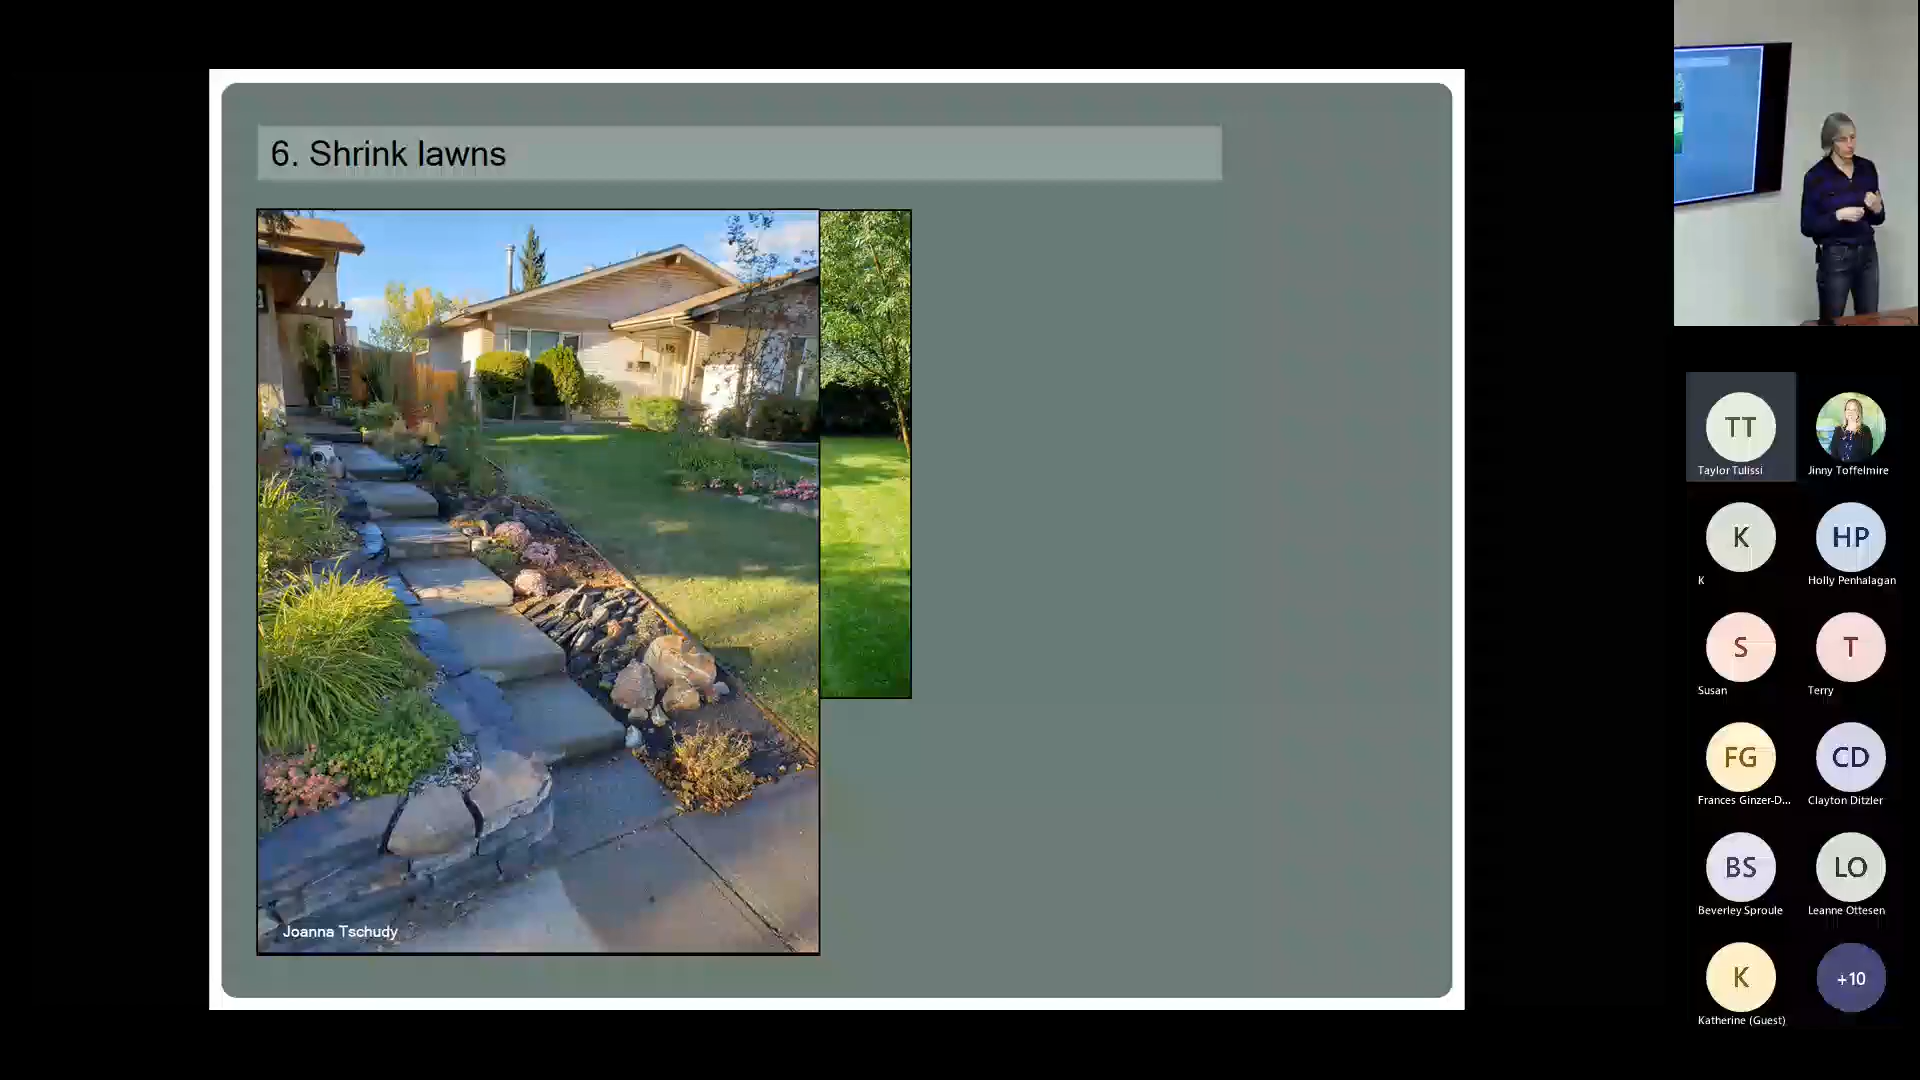 6. Shrink lawns
Joanna Tschudy
TT
Taylor Tulissi
Jinny Toffelmire
K
K
HP
Holly Penhalagan
S
Susan
T
Terry
FG
Frances Ginzer-D...
CD
Clayton Ditzler
BS
Beverley Sproule
LO
Leanne Ottesen
K
Katherine (Guest)
+10